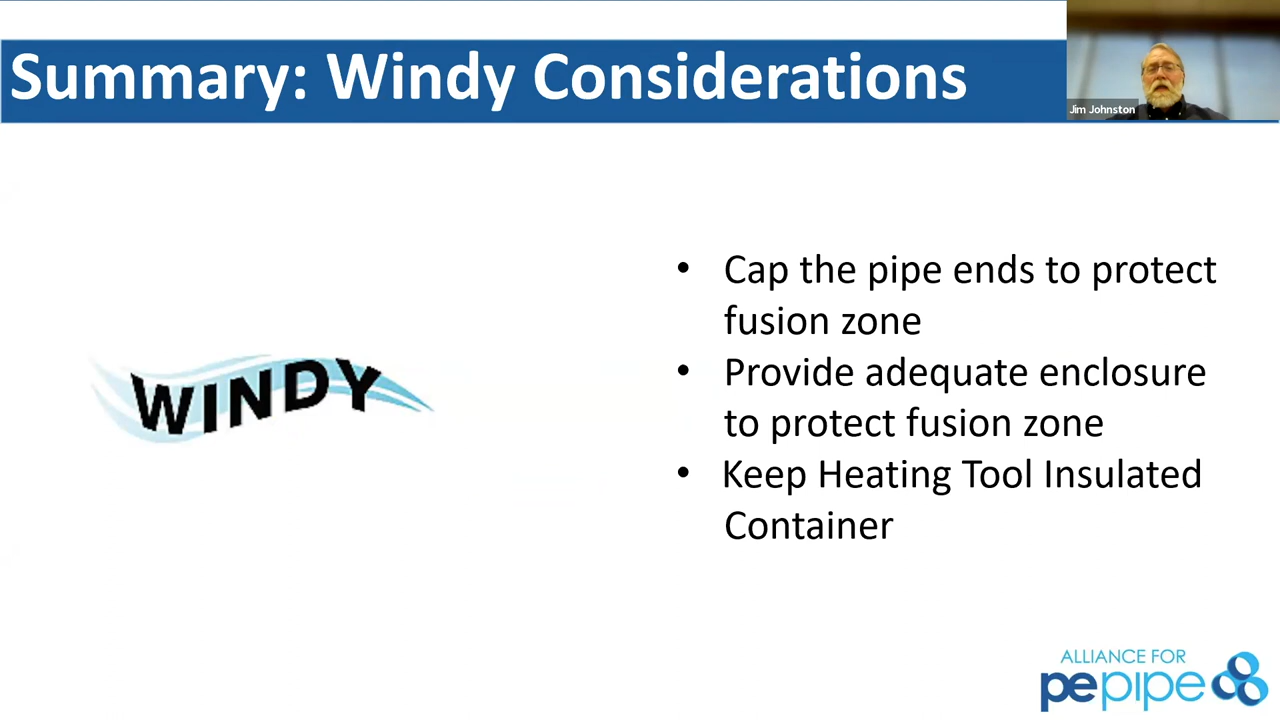 Summary: Windy Considerations
Jim Johnston
• Cap the pipe ends to protect
fusion zone
• Provide adequate enclosure
to protect fusion zone
• Keep Heating Tool Insulated
Container
WINDY
ALLIANCE FOR
pepipe